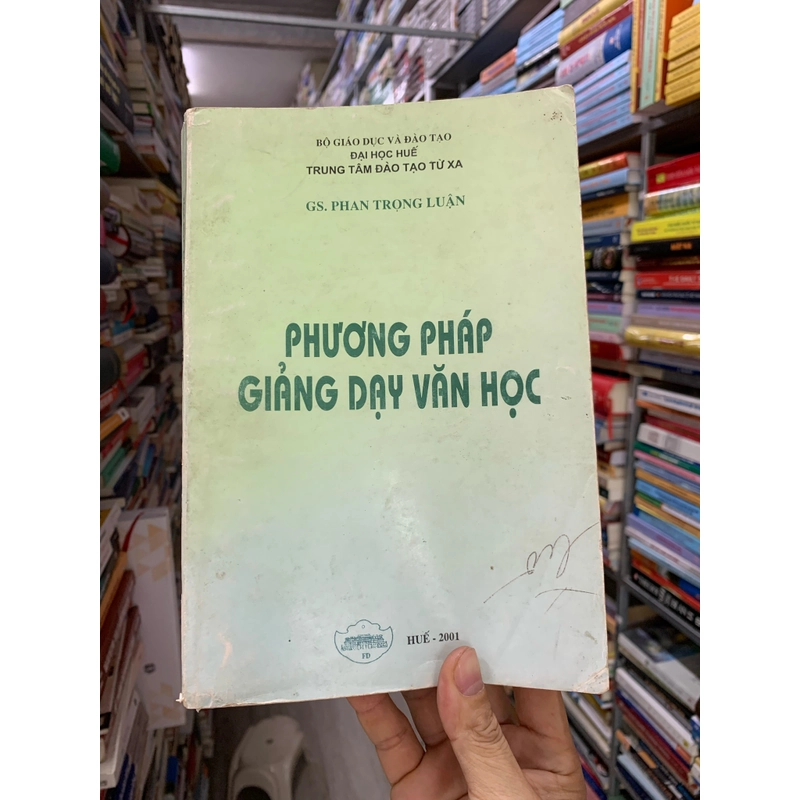 BỘ GIÁO DỤC VÀ ĐÀO TẠO
ĐẠI HỌC HUẾ
TRUNG TÂM ĐÀO TẠO TỪ XA
GS. PHAN TRỌNG LUẬN
PHƯƠNG PHÁP
GIẢNG DẠY VĂN HỌC
FD
HUẾ - 2001